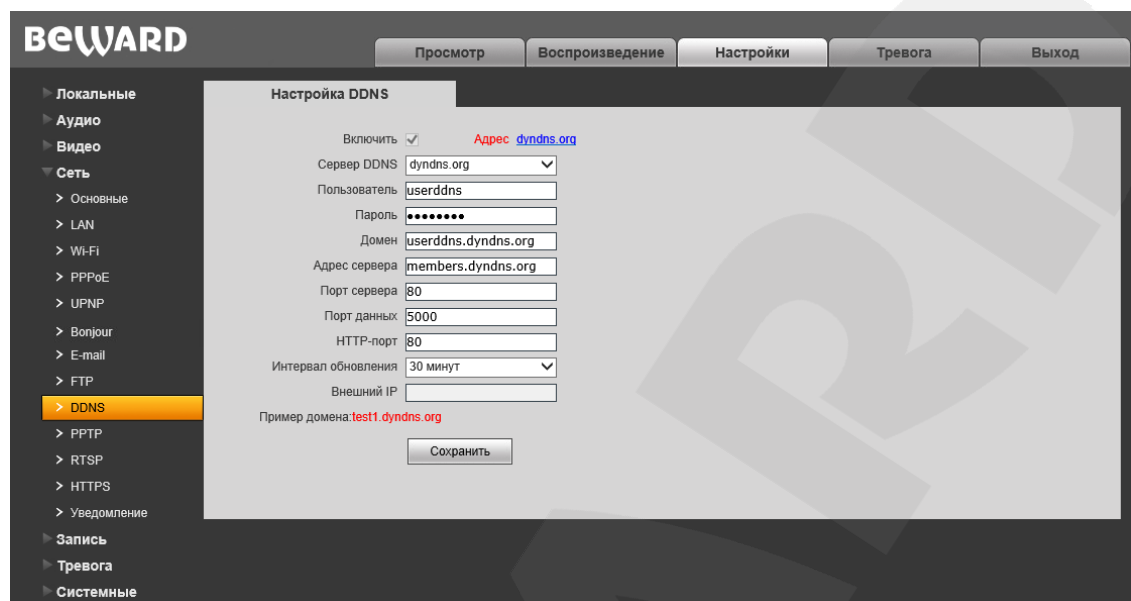 BEWARD
Просмотр Воспроизведение Настройки Тревога Выход
Локальные
Аудио
Видео
Сеть
Основные
LAN
Wi-Fi
PPPoE
UPNP
Bonjour
E-mail
FTP
DDNS
PPTP
RTSP
HTTPS
Уведомление
Запись
Тревога
Системные
Настройка DDNS
Включить Адрес dyndns.org
Сервер DDNS dyndns.org
Пользователь userddns
Пароль ••••••••
Домен userddns.dyndns.org
Адрес сервера members.dyndns.org
Порт сервера 80
Порт данных 5000
HTTP-порт 80
Интервал обновления 30 минут
Внешний IP
Пример домена:test1.dyndns.org
Сохранить